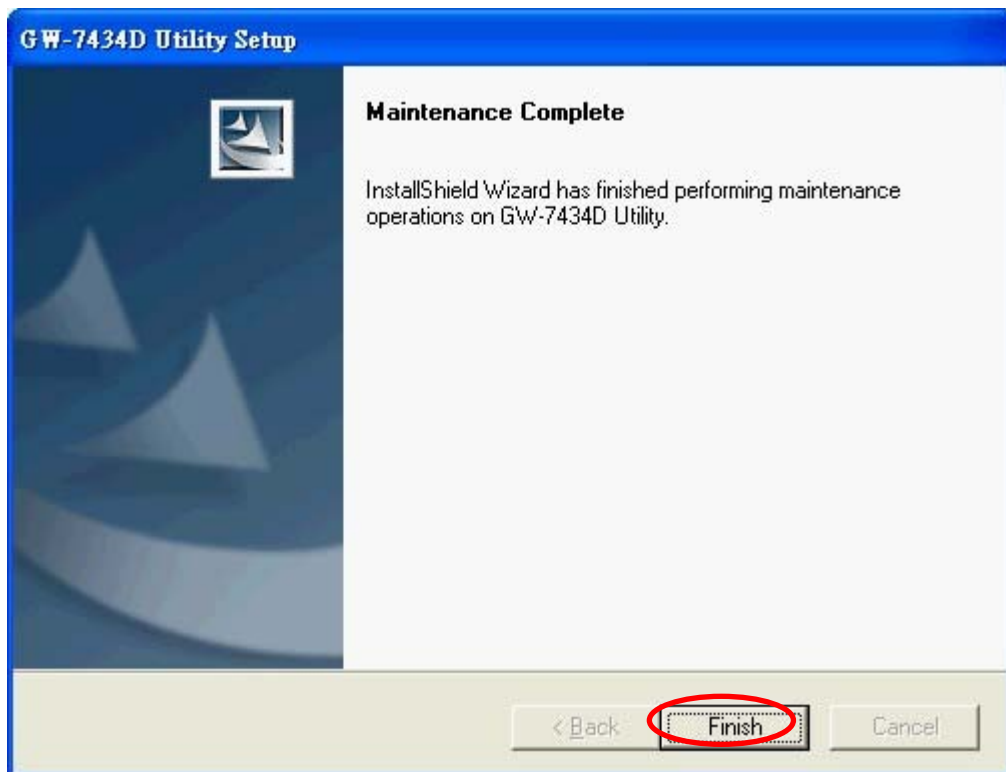 GW-7434D Utility Setup
Maintenance Complete
InstallShield Wizard has finished performing maintenance
operations on GW-7434D Utility.
< Back
Finish
Cancel